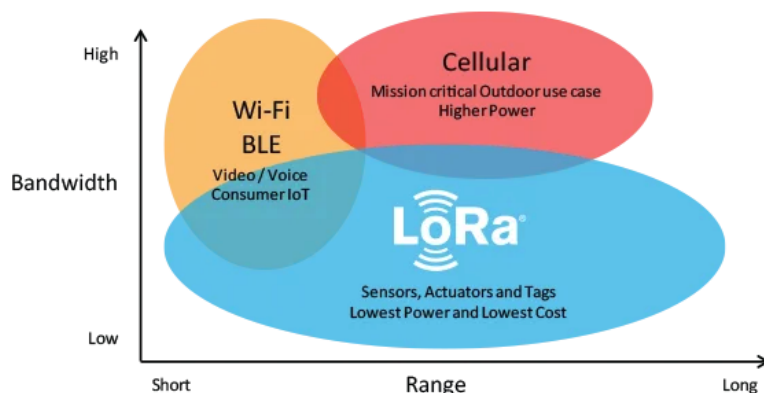 High
Bandwidth
Low
Wi-Fi
BLE
Video / Voice
Consumer IoT
Cellular
Mission critical Outdoor use case
Higher Power
LoRa®
Sensors, Actuators and Tags
Lowest Power and Lowest Cost
Short
Range
Long